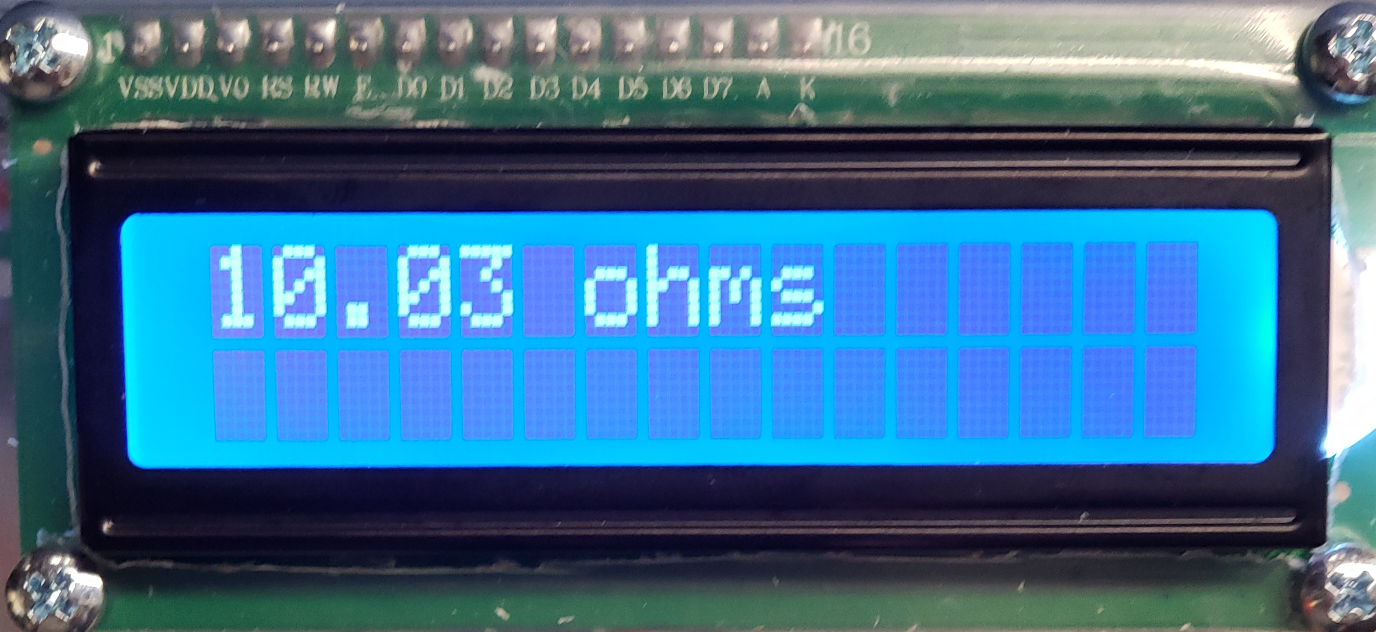 16
VSS VDD V0 RS RW E D0 D1 D2 D3 D4 D5 D6 D7 A K
10.03 ohms